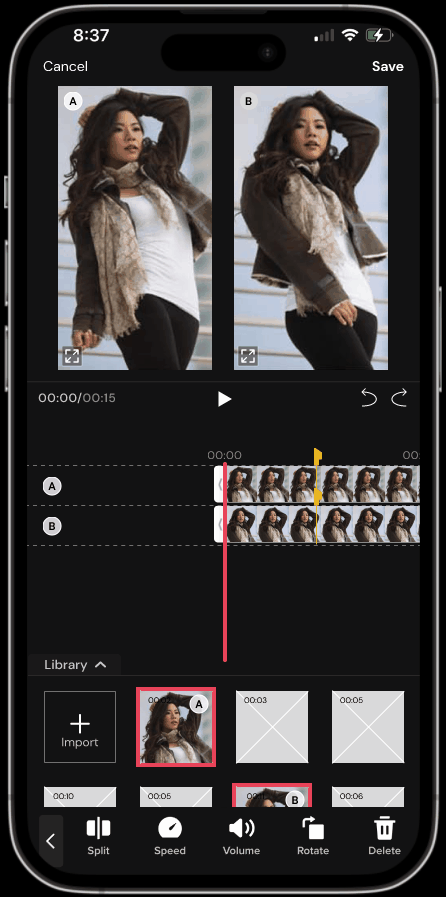 8:37
Cancel
Save
A
B
00:00/00:15
00:00
00:
A
B
Library
Import
A
00:03
00:05
00:10
00:05
B
00:06
Split
Speed
Volume
Rotate
Delete